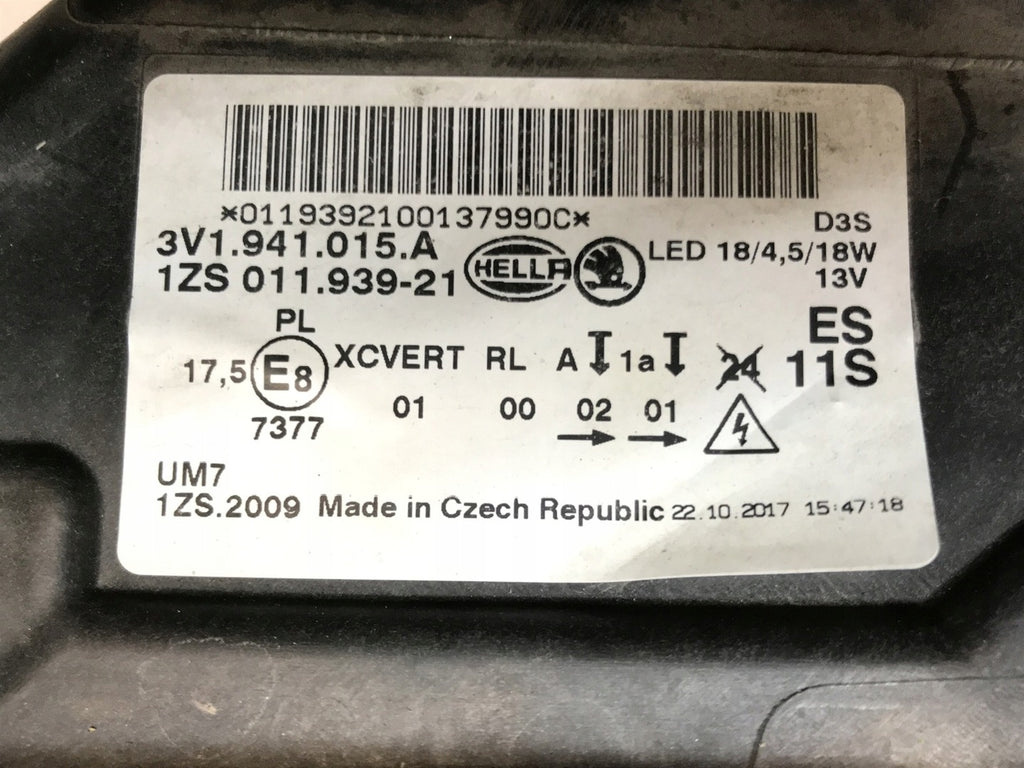 *0119392100137990C*
3V1.941.015.A
1ZS 011.939-21
HELLA
D3S
LED 18/4,5/18W
13V
ES
11S
PL
17,5 E8
7377
XCVERT RL A 1a 24
01 00 02 01
UM7
1ZS.2009 Made in Czech Republic 22.10.2017 15:47:18